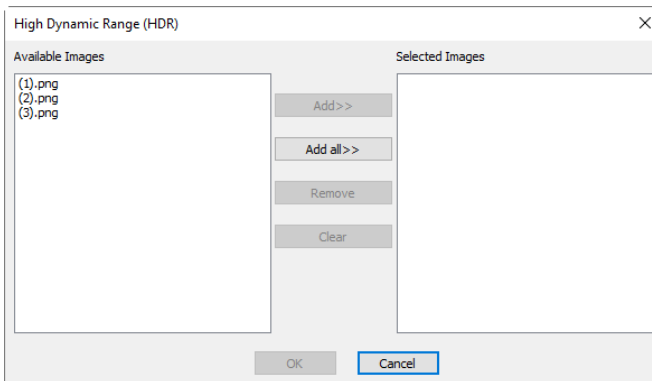 High Dynamic Range (HDR)
Available Images
Selected Images
(1).png
(2).png
(3).png
Add>>
Add all>>
Remove
Clear
OK
Cancel